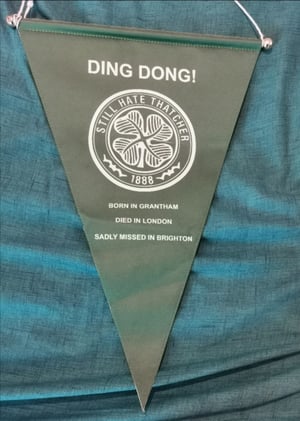 DING DONG!
STILL HATE THATCHER
1888
BORN IN GRANTHAM
DIED IN LONDON
SADLY MISSED IN BRIGHTON